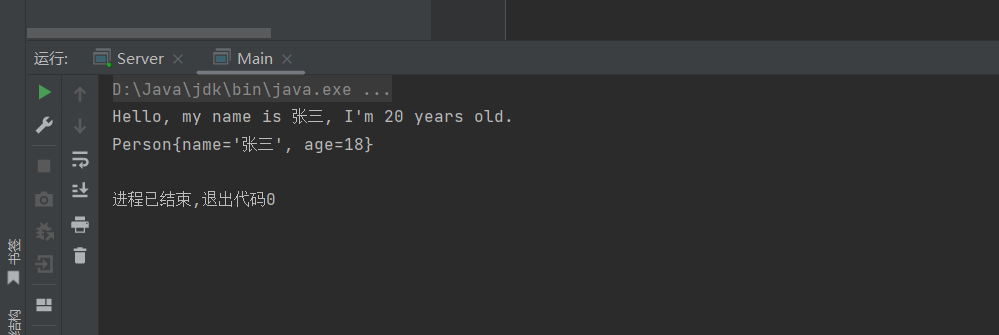 运行:
Server
Main
D:\Java\jdk\bin\java.exe ...
Hello, my name is 张三, I'm 20 years old.
Person{name='张三', age=18}
进程已结束,退出代码0
书签
结构